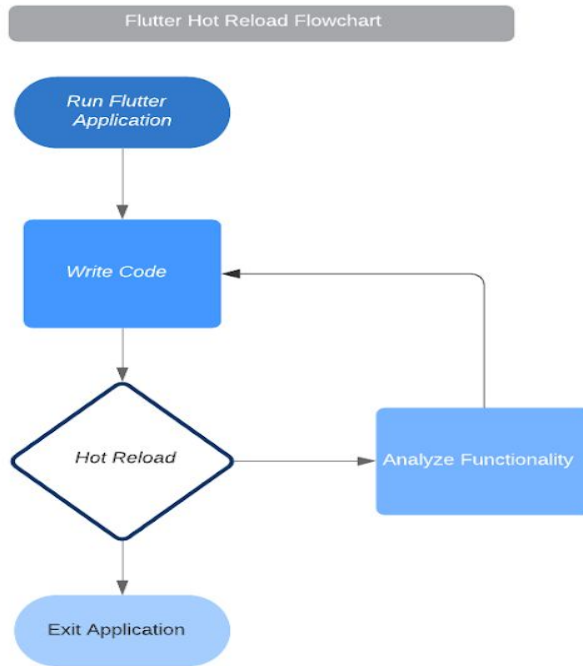 Flutter Hot Reload Flowchart
Run Flutter
Application
Write Code
Hot Reload
Analyze Functionality
Exit Application